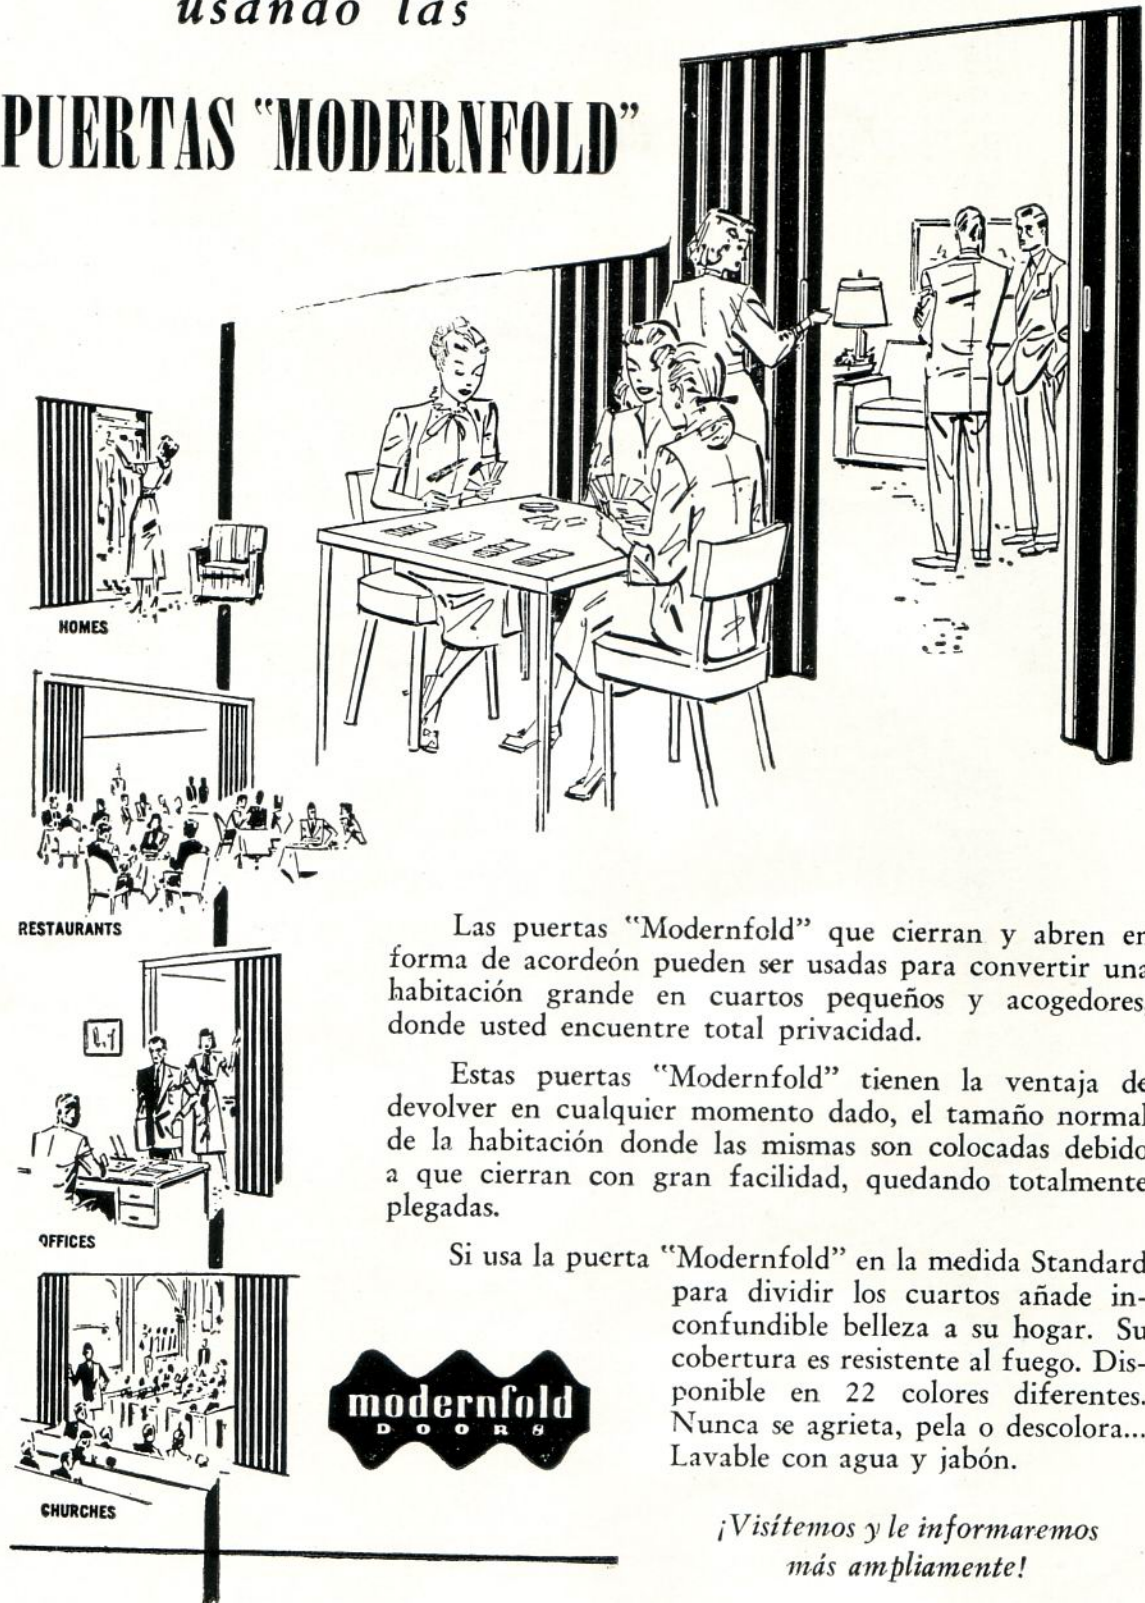 usando las
PUERTAS "MODERNFOLD"
HOMES
RESTAURANTS
OFFICES
CHURCHES
Las puertas "Modernfold" que cierran y abren en
forma de acordeón pueden ser usadas para convertir una
habitación grande en cuartos pequeños y acogedores,
donde usted encuentre total privacidad.
Estas puertas "Modernfold" tienen la ventaja de
devolver en cualquier momento dado, el tamaño normal
de la habitación donde las mismas son colocadas debido
a que cierran con gran facilidad, quedando totalmente
plegadas.
Si usa la puerta "Modernfold" en la medida Standard
para dividir los cuartos añade in-
confundible belleza a su hogar. Su
cobertura es resistente al fuego. Dis-
ponible en 22 colores diferentes.
Nunca se agrieta, pela o descolora...
Lavable con agua y jabón.
modernfold
DOORS
¡Visítemos y le informaremos
más ampliamente!